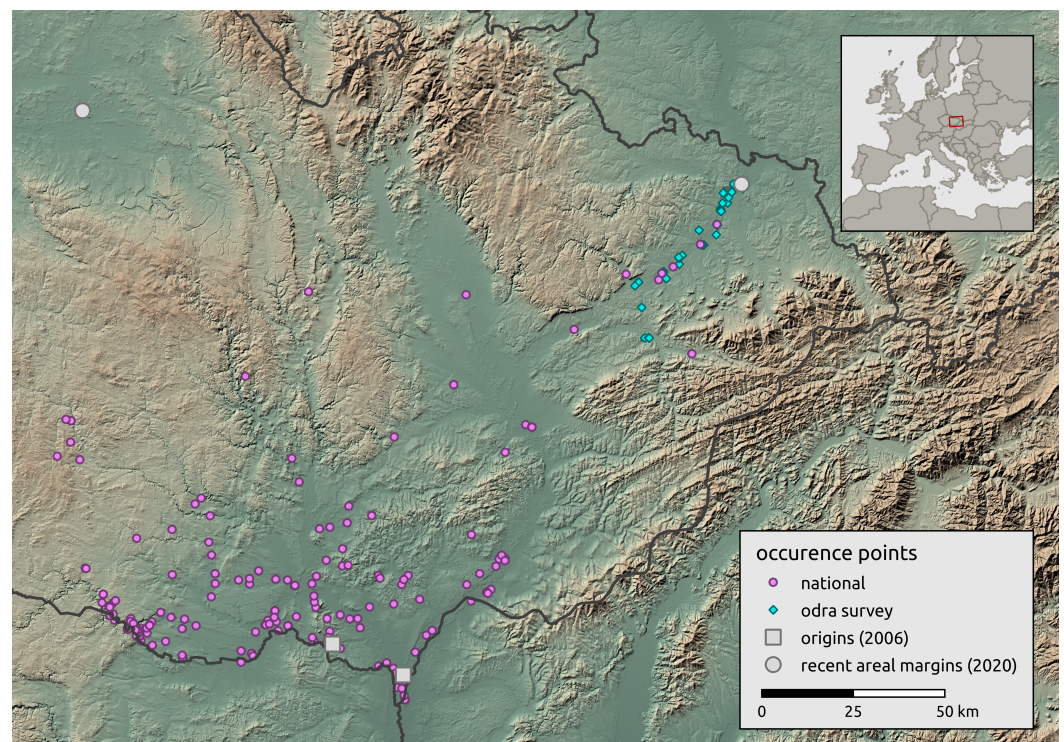 occurence points
national
odra survey
origins (2006)
recent areal margins (2020)
0 25 50 km